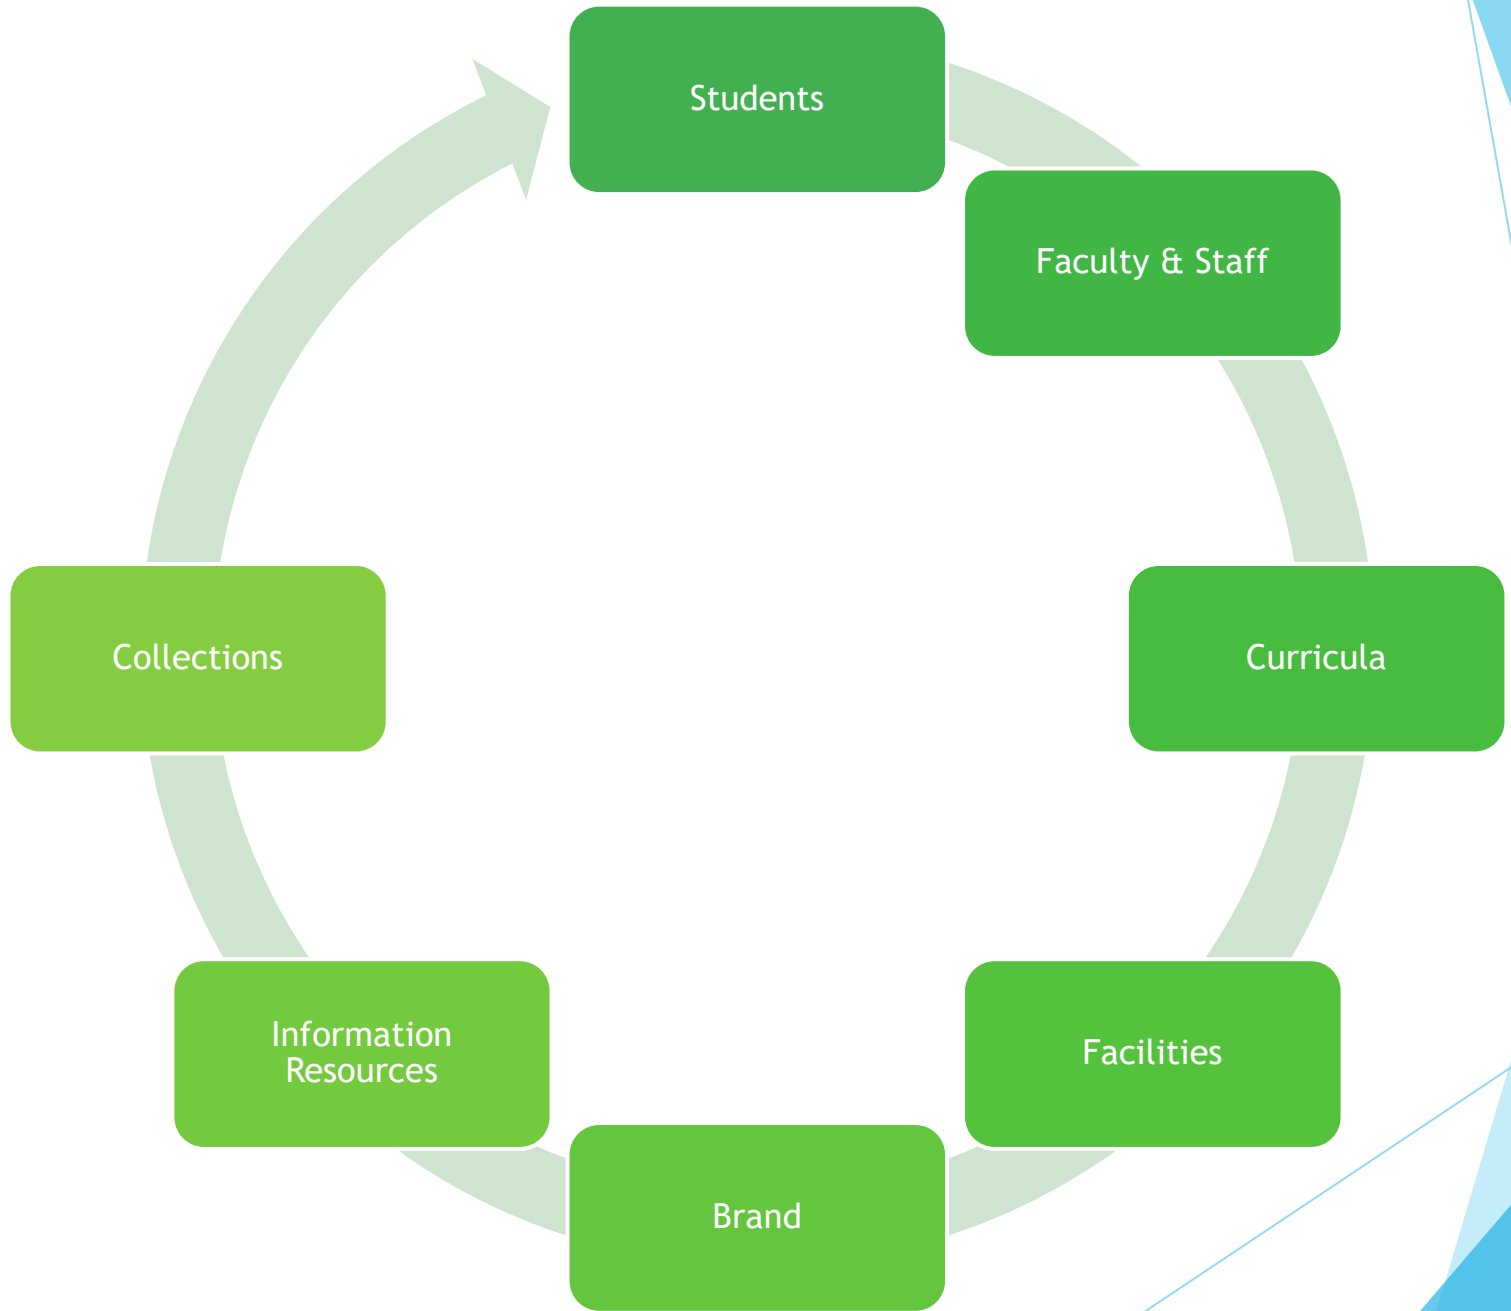 Students
Faculty & Staff
Curricula
Facilities
Brand
Information
Resources
Collections